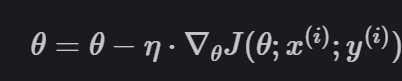 θ = θ − η · ∇_θ J(θ; x^{(i)}; y^{(i)})